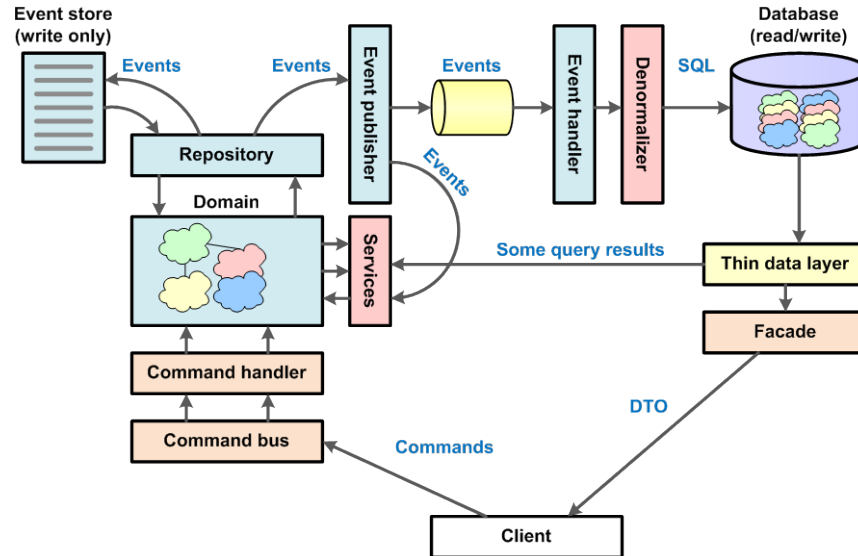 Event store
(write only)
Database
(read/write)
Events
Events
Event publisher
Events
Event handler
Denormalizer
SQL
Repository
Events
Domain
Services
Some query results
Thin data layer
Facade
Command handler
DTO
Command bus
Commands
Client